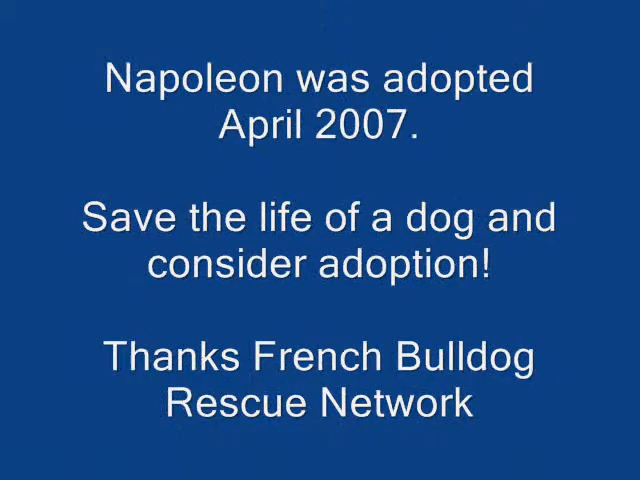 Napoleon was adopted
April 2007.
Save the life of a dog and
consider adoption!
Thanks French Bulldog
Rescue Network